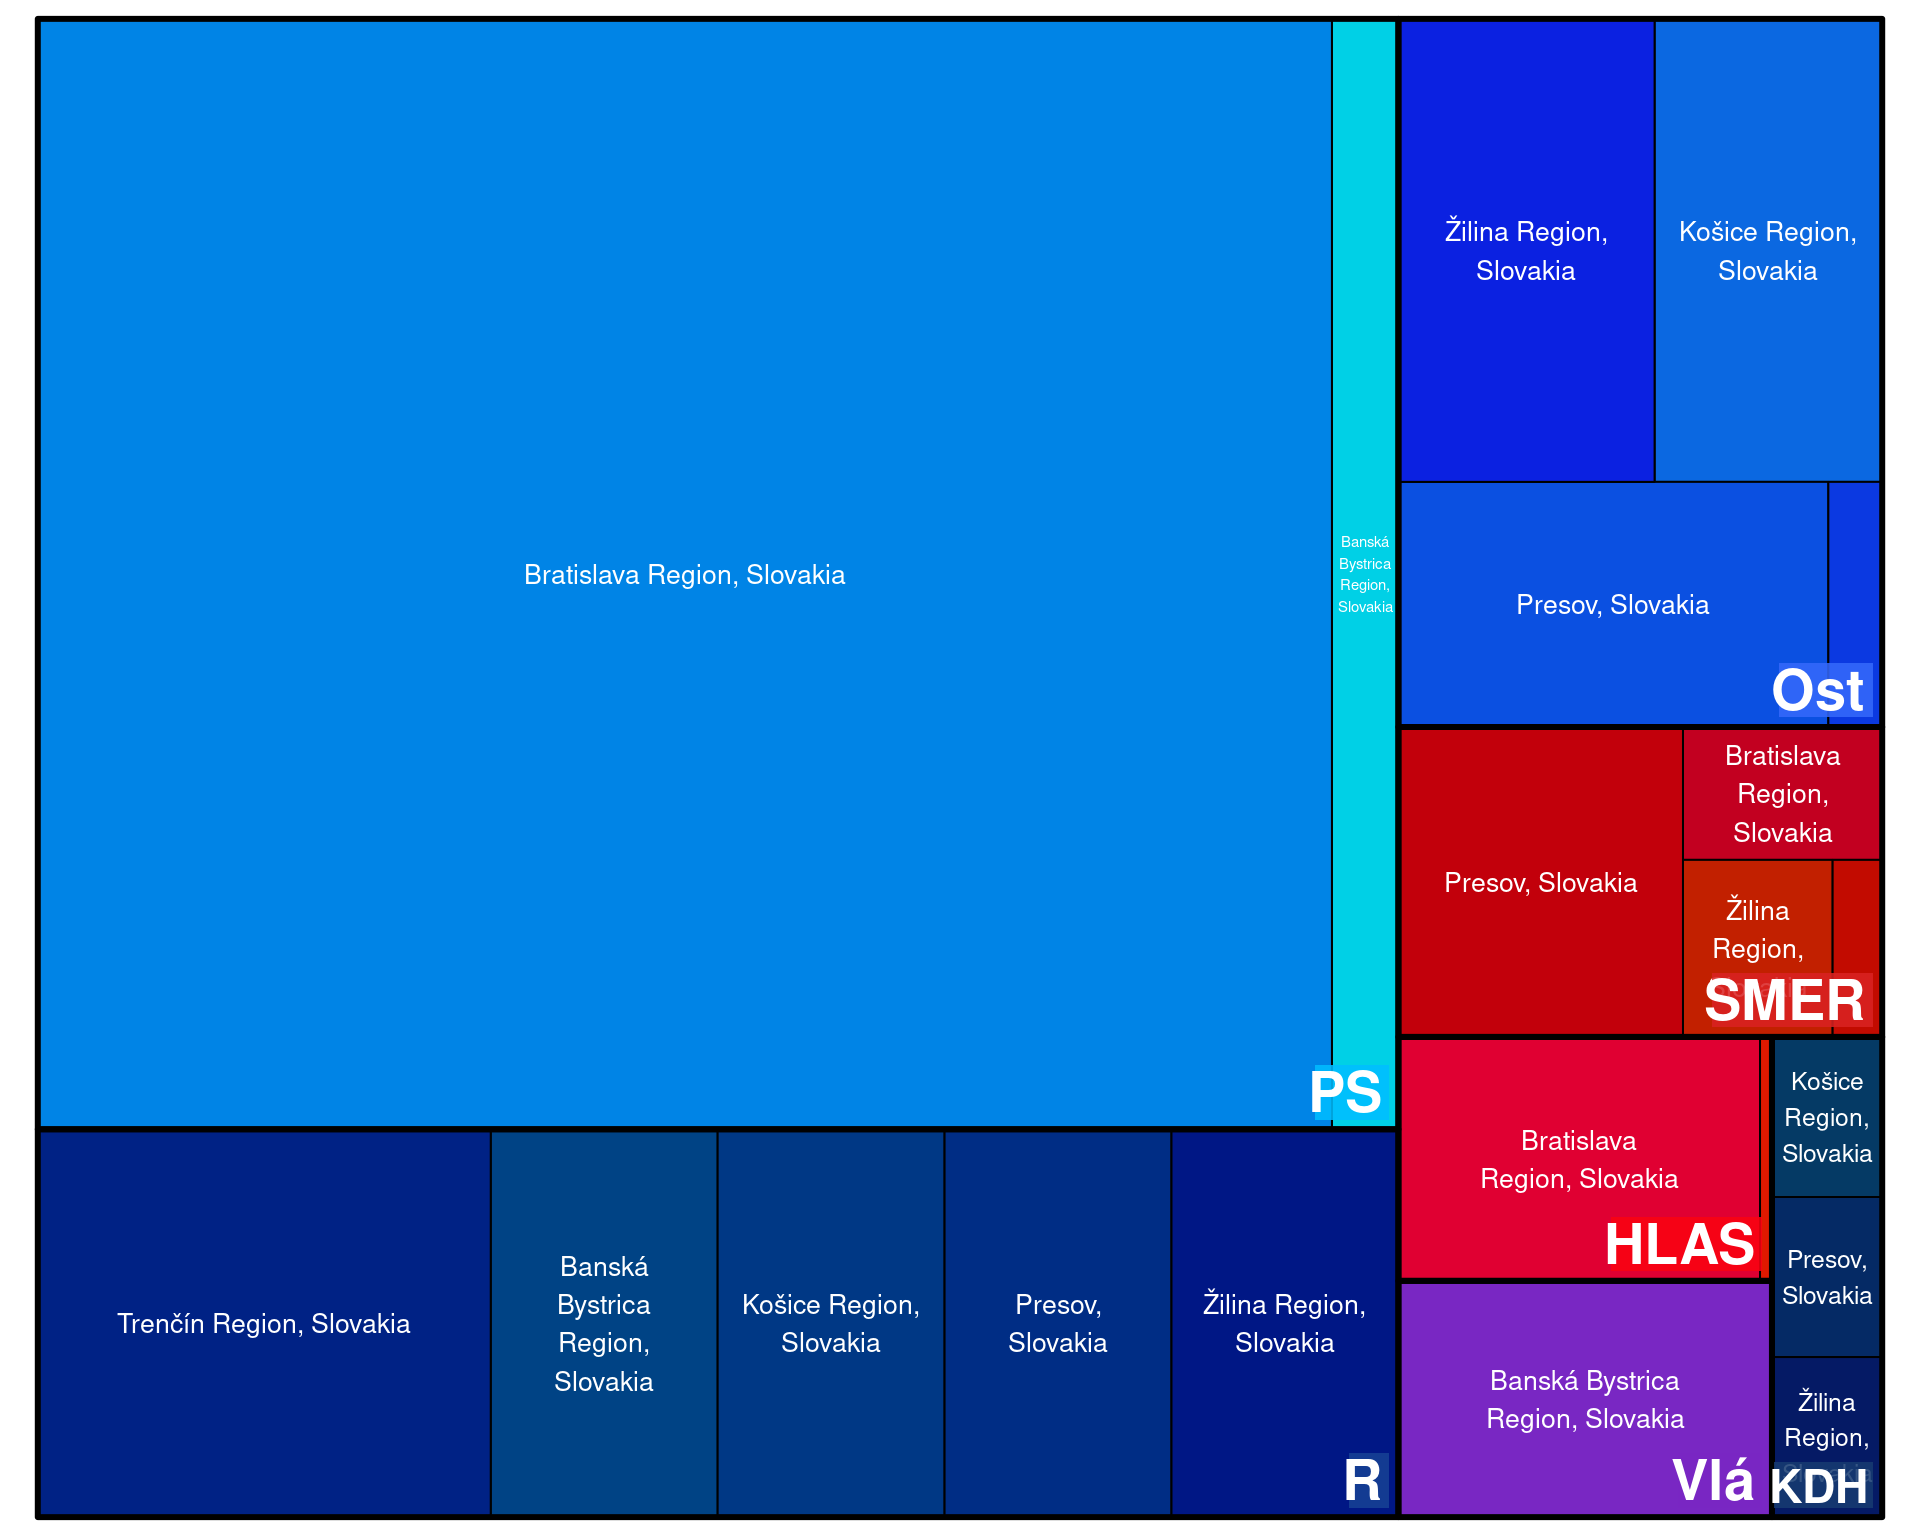 Bratislava Region, Slovakia
Banská
Bystrica
Region,
Slovakia
PS
Trenčín Region, Slovakia
Banská
Bystrica
Region,
Slovakia
Košice Region,
Slovakia
Presov,
Slovakia
Žilina Region,
Slovakia
R
Žilina Region,
Slovakia
Košice Region,
Slovakia
Presov, Slovakia
Ost
Presov, Slovakia
Bratislava
Region,
Slovakia
Žilina
Region,
SMER
Bratislava
Region, Slovakia
HLAS
Banská Bystrica
Region, Slovakia
Vlá
Košice
Region,
Slovakia
Presov,
Slovakia
Žilina
Region,
KDH